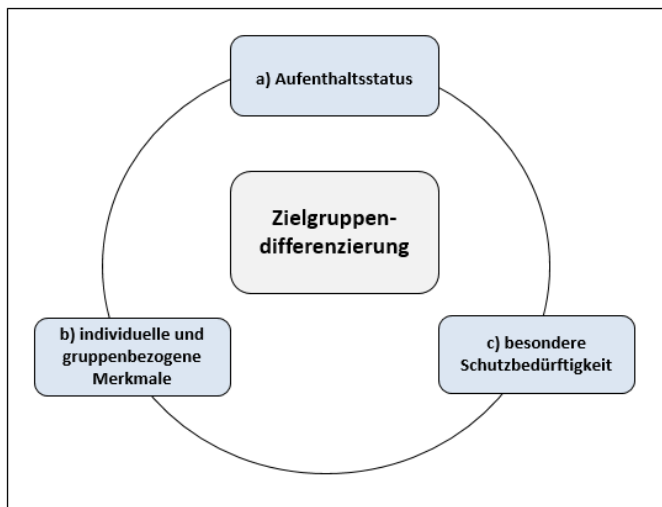 a) Aufenthaltsstatus
Zielgruppen-
differenzierung
b) individuelle und
gruppenbezogene
Merkmale
c) besondere
Schutzbedürftigkeit